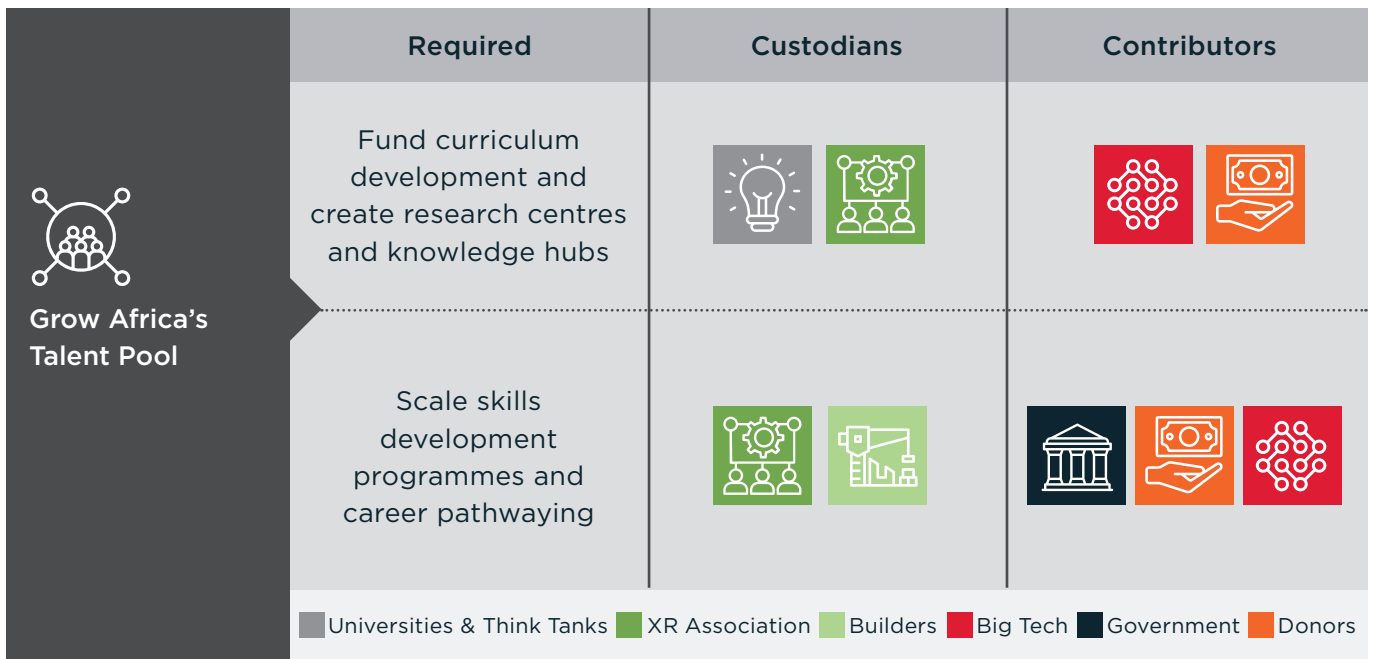 Required
Custodians
Contributors
Fund curriculum
development and
create research centres
and knowledge hubs
Grow Africa's
Talent Pool
Scale skills
development
programmes and
career pathwaying
Universities & Think Tanks
XR Association
Builders
Big Tech
Government
Donors